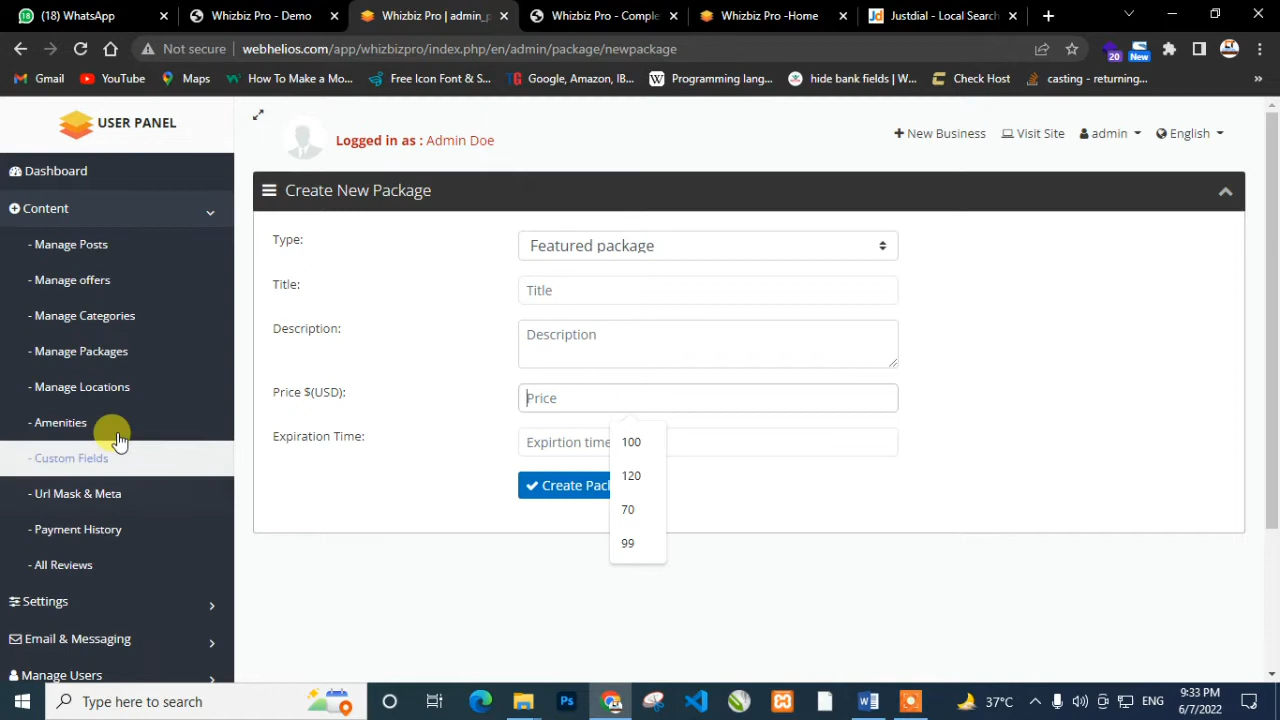 (18) WhatsApp
Whizbiz Pro - Demo
Whizbiz Pro | admin_p
Whizbiz Pro - Comple
Whizbiz Pro -Home
Justdial - Local Search
Not secure
webhelios.com/app/whizbizpro/index.php/en/admin/package/newpackage
20
New
Gmail
YouTube
Maps
How To Make a Mo...
Free Icon Font & S...
Google, Amazon, IB...
Programming lang...
hide bank fields | W...
Check Host
casting - returning...
USER PANEL
Logged in as : Admin Doe
New Business
Visit Site
admin
English
Dashboard
Content
- Manage Posts
- Manage offers
- Manage Categories
- Manage Packages
- Manage Locations
- Amenities
- Custom Fields
- Url Mask & Meta
- Payment History
- All Reviews
Settings
Email & Messaging
Manage Users
Create New Package
Type:
Featured package
Title:
Title
Description:
Description
Price $(USD):
Price
Expiration Time:
Expirtion time
100
120
70
99
Create Pac
Type here to search
Ps
37°C
ENG
9:33 PM
6/7/2022